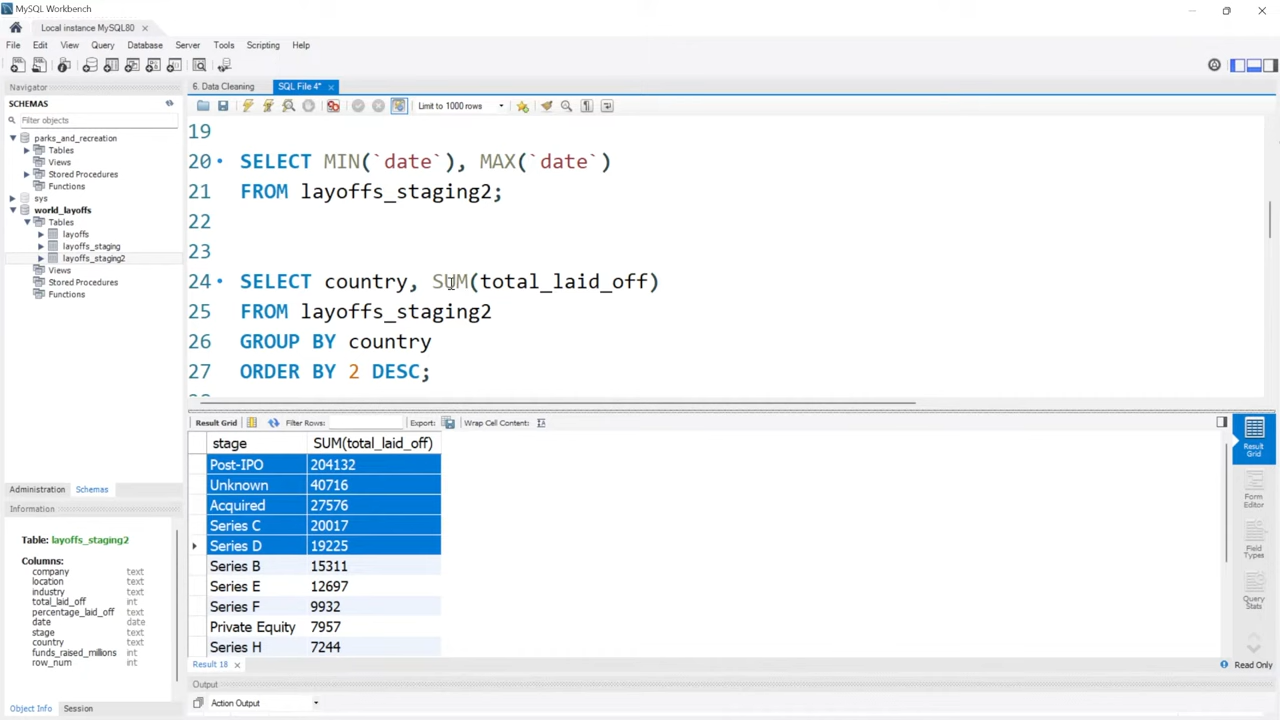 MySQL Workbench
Local instance MySQL80
File Edit View Query Database Server Tools Scripting Help
Navigator
SCHEMAS
Filter objects
parks_and_recreation
Tables
Views
Stored Procedures
Functions
sys
world_layoffs
Tables
layoffs
layoffs_staging
layoffs_staging2
Views
Stored Procedures
Functions
Administration Schemas
Information
Table: layoffs_staging2
Columns:
company text
location text
industry text
total_laid_off int
percentage_laid_off text
date date
stage text
country text
funds_raised_millions int
row_num int
Object Info Session
6. Data Cleaning SQL File 4*
Limit to 1000 rows
19
20 SELECT MIN(`date`), MAX(`date`)
21 FROM layoffs_staging2;
22
23
24 SELECT country, SUM(total_laid_off)
25 FROM layoffs_staging2
26 GROUP BY country
27 ORDER BY 2 DESC;
Result Grid Filter Rows: Export: Wrap Cell Content:
stage SUM(total_laid_off)
Post-IPO 204132
Unknown 40716
Acquired 27576
Series C 20017
Series D 19225
Series B 15311
Series E 12697
Series F 9932
Private Equity 7957
Series H 7244
Result 18
Output
Action Output
Result Grid
Form Editor
Field Types
Query Stats
Read Only